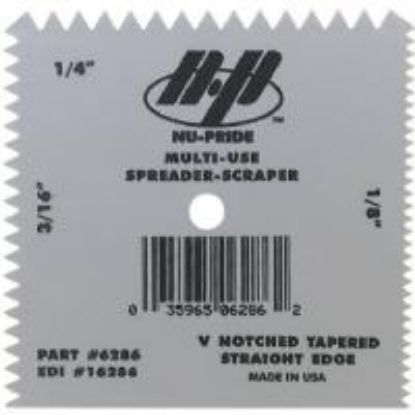 1/4"
N-P
NU-PRIDE
TM
MULTI-USE
SPREADER-SCRAPER
3/16"
1/8"
0 35965 06286 2
PART #6286
EDI #16286
V NOTCHED TAPERED
STRAIGHT EDGE
MADE IN USA